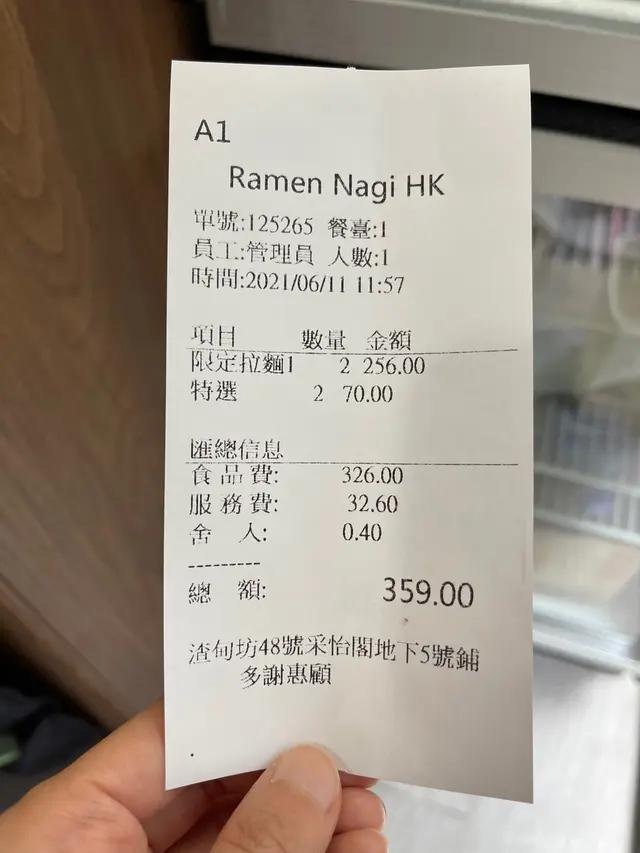 A1
Ramen Nagi HK
單號:125265 餐臺:1
員工:管理員 人數:1
時間:2021/06/11 11:57
項目 數量 金額
限定拉麵1 2 256.00
特選 2 70.00
匯總信息
食 品 費: 326.00
服 務 費: 32.60
舍 入: 0.40
---------
總 額: 359.00
渣甸坊48號采怡閣地下5號鋪
多謝惠顧
.